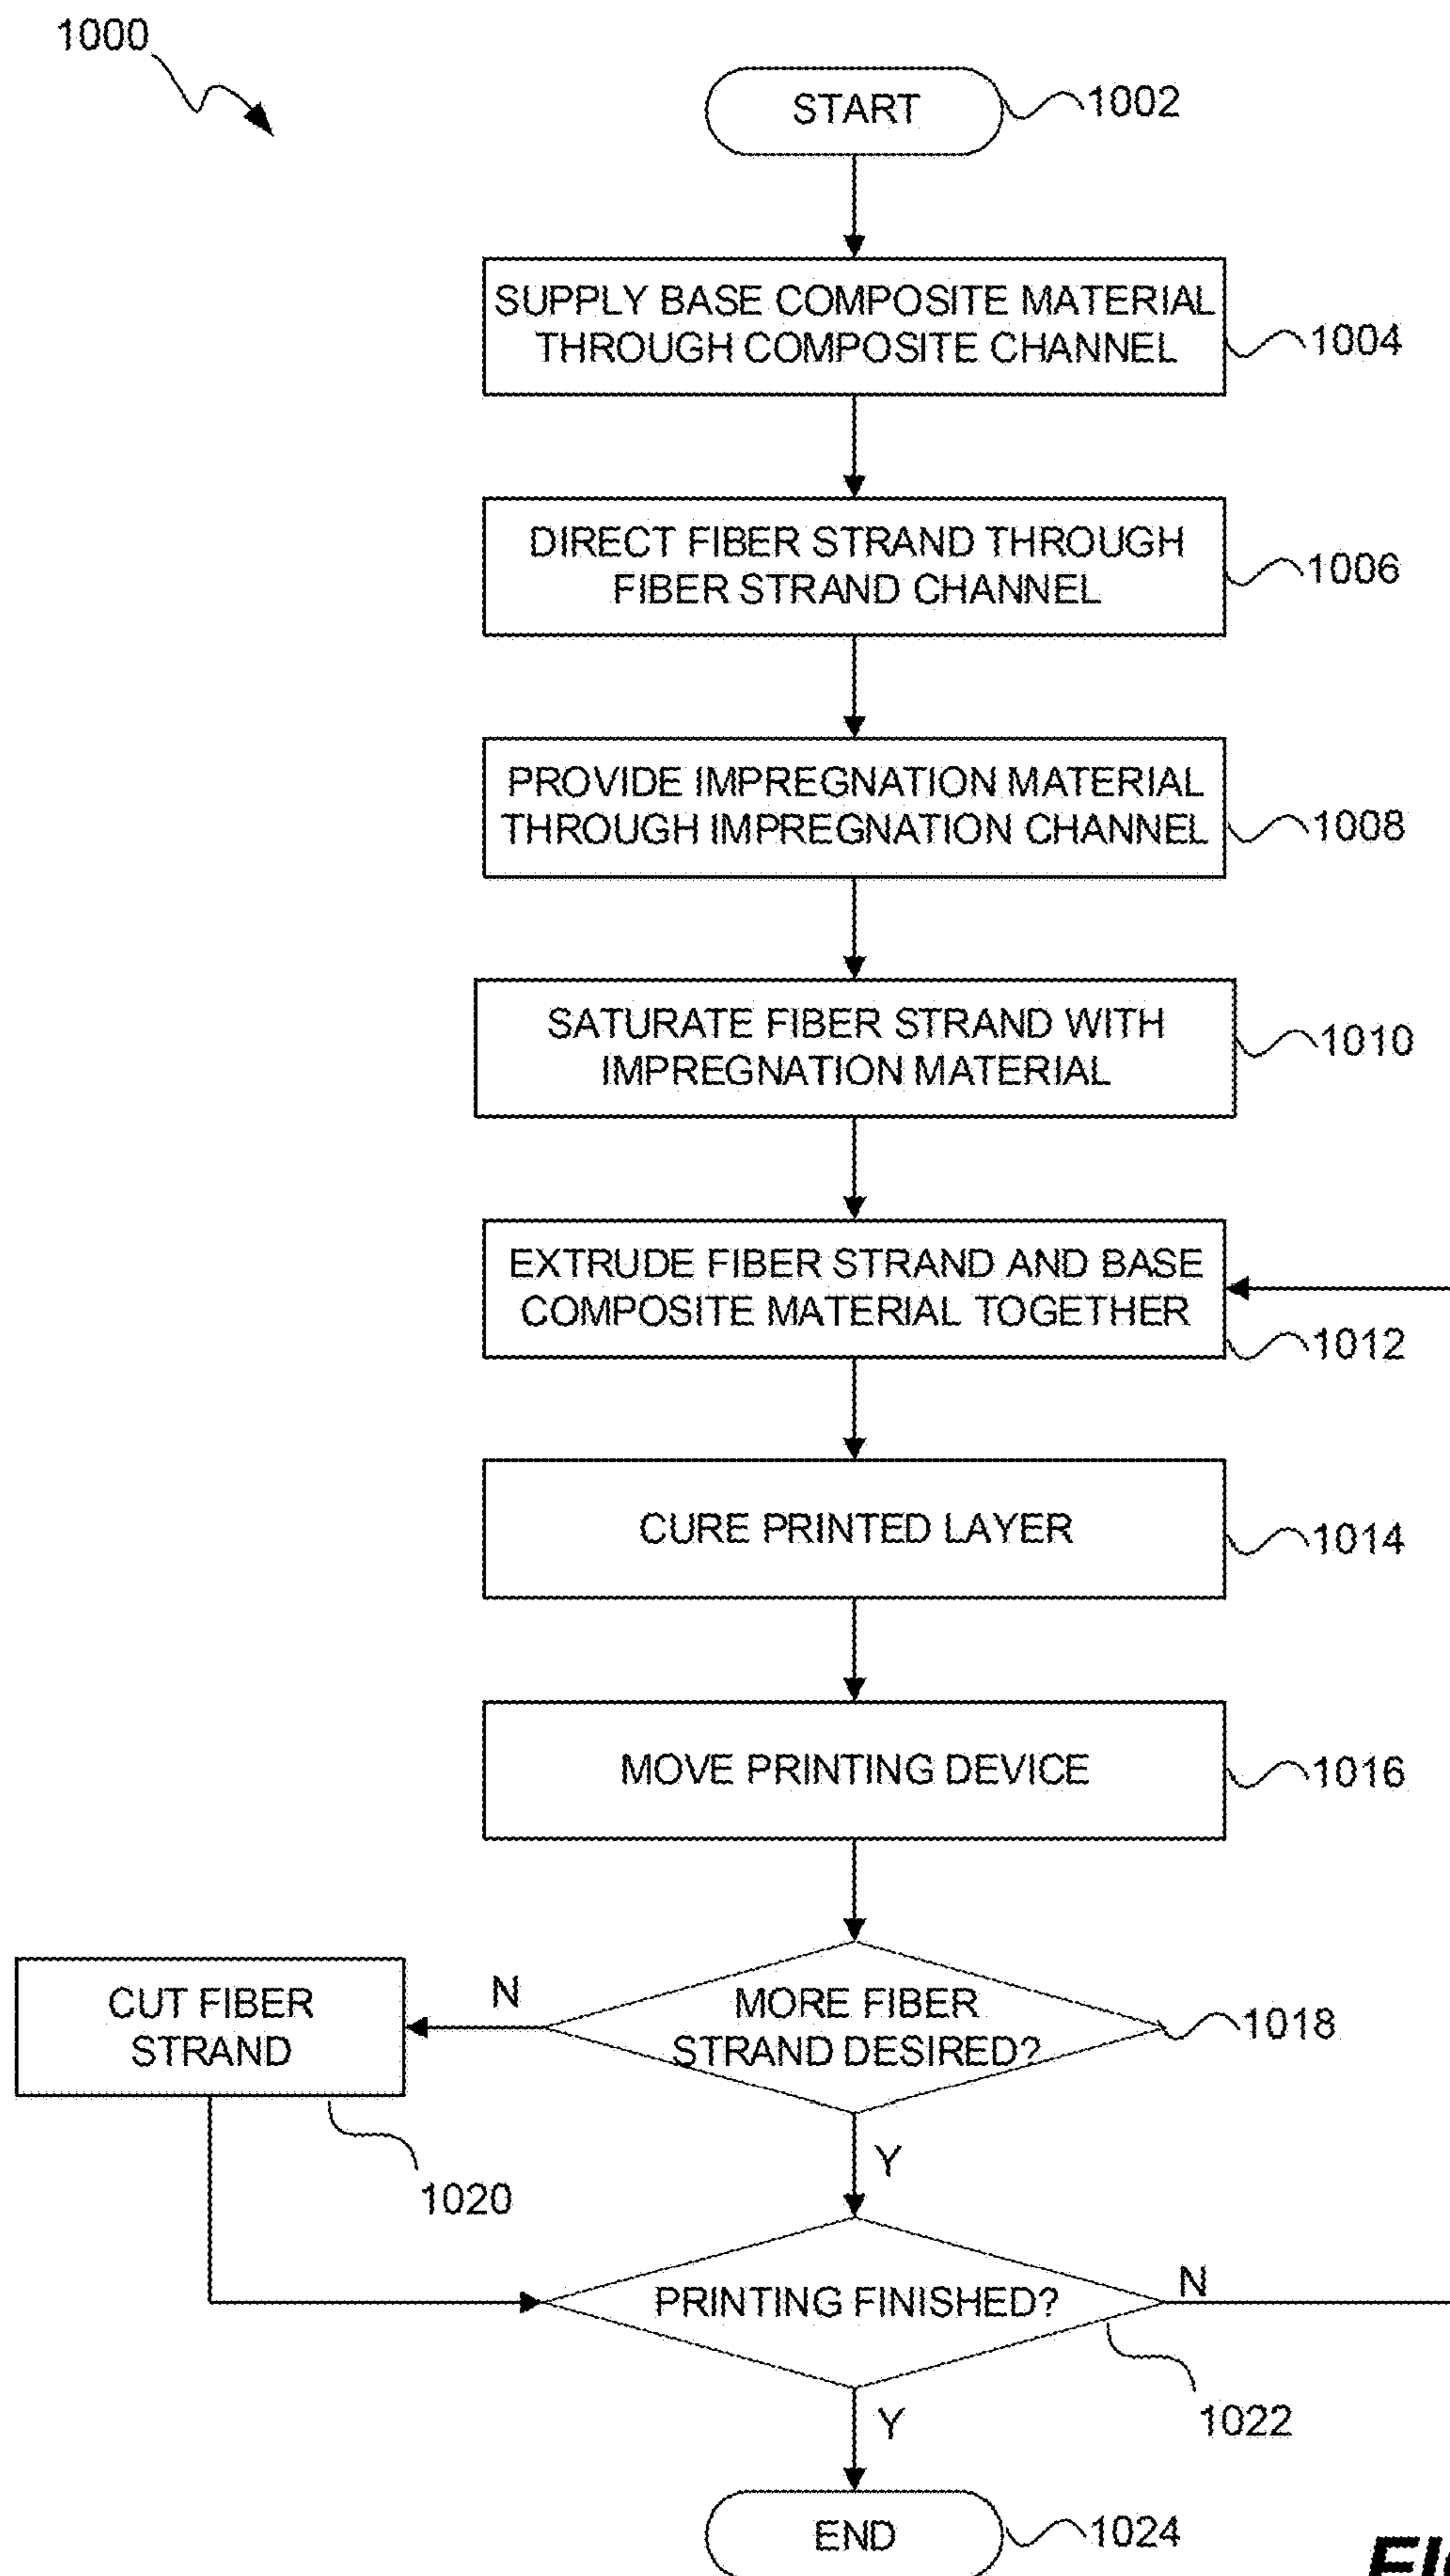 1000
START
1002
SUPPLY BASE COMPOSITE MATERIAL
THROUGH COMPOSITE CHANNEL
1004
DIRECT FIBER STRAND THROUGH
FIBER STRAND CHANNEL
1006
PROVIDE IMPREGNATION MATERIAL
THROUGH IMPREGNATION CHANNEL
1008
SATURATE FIBER STRAND WITH
IMPREGNATION MATERIAL
1010
EXTRUDE FIBER STRAND AND BASE
COMPOSITE MATERIAL TOGETHER
1012
CURE PRINTED LAYER
1014
MOVE PRINTING DEVICE
1016
MORE FIBER
STRAND DESIRED?
1018
N
CUT FIBER
STRAND
1020
Y
PRINTING FINISHED?
N
1022
Y
END
1024